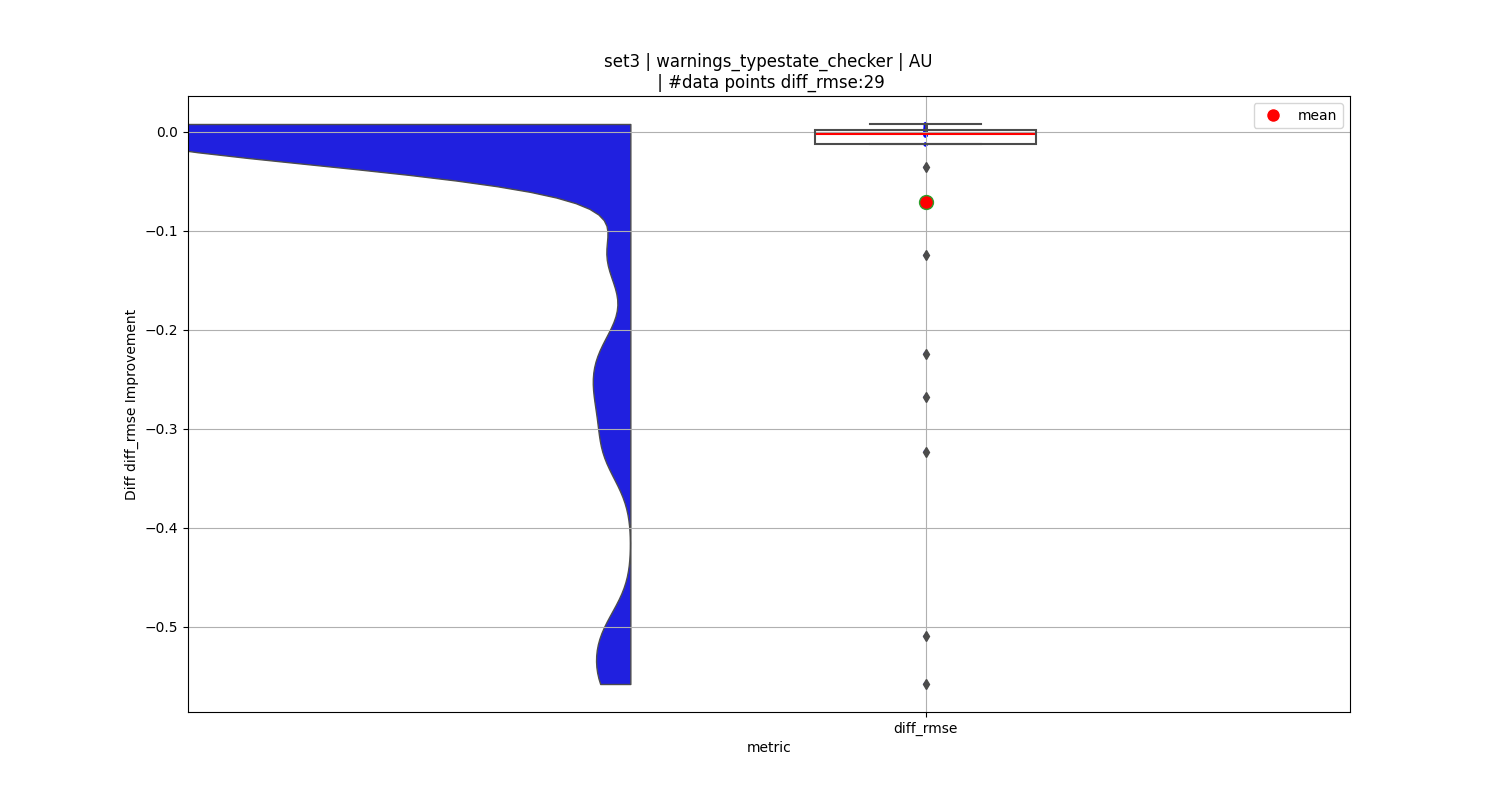 set3 | warnings_typestate_checker | AU
| #data points diff_rmse:29
mean
0.0
−0.1
−0.2
−0.3
−0.4
−0.5
Diff diff_rmse Improvement
diff_rmse
metric